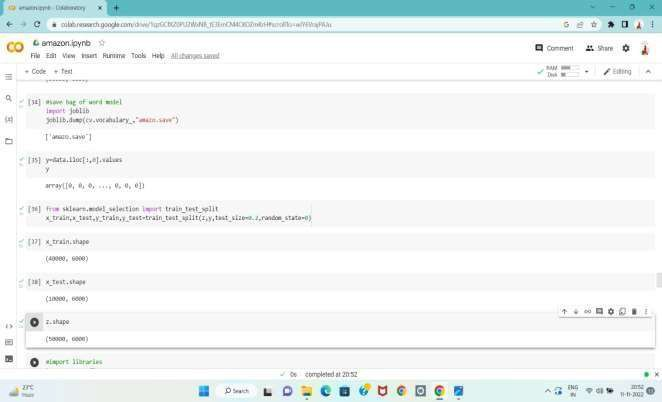 amazon.ipynb - Colaboratory
colab.research.google.com/drive/
amazon.ipynb
Comment
Share
File Edit View Insert Runtime Tools Help All changes saved
+ Code + Text
RAM
Disk
Editing
[34] #save bag of word model
import joblib
joblib.dump(cv.vocabulary_,"amazo.save")
['amazo.save']
[35] y=data.iloc[:,0].values
y
array([0, 0, 0, ..., 0, 0, 0])
[36] from sklearn.model_selection import train_test_split
x_train,x_test,y_train,y_test=train_test_split(z,y,test_size=0.2,random_state=0)
[37] x_train.shape
(40000, 6000)
[38] x_test.shape
(10000, 6000)
z.shape
(50000, 6000)
#import libraries
0s completed at 20:52
23°C
Haze
Search
ENG
IN
20:52
11-11-2022